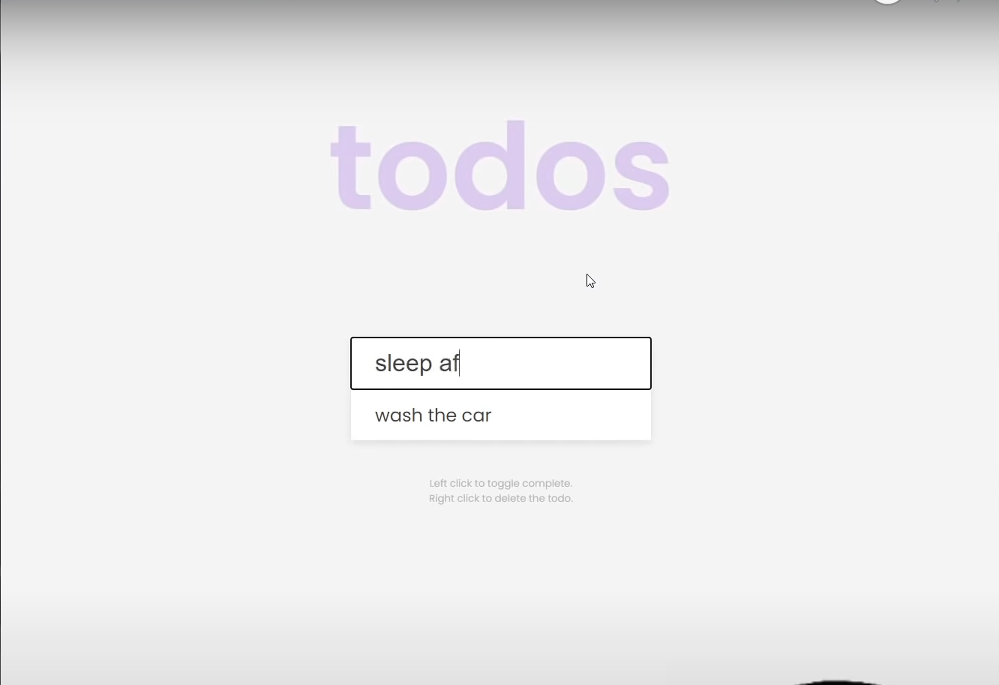 todos
sleep af
wash the car
Left click to toggle complete.
Right click to delete the todo.